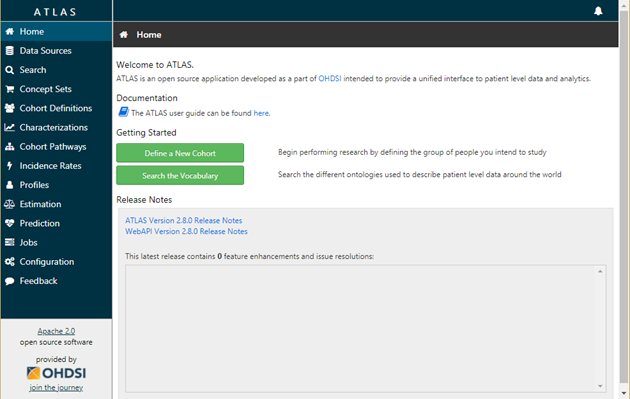 ATLAS
Home
Data Sources
Search
Concept Sets
Cohort Definitions
Characterizations
Cohort Pathways
Incidence Rates
Profiles
Estimation
Prediction
Jobs
Configuration
Feedback
Apache 2.0
open source software
provided by
OHDSI
join the journey
Home
Welcome to ATLAS.
ATLAS is an open source application developed as a part of OHDSI intended to provide a unified interface to patient level data and analytics.
Documentation
The ATLAS user guide can be found here.
Getting Started
Define a New Cohort Begin performing research by defining the group of people you intend to study
Search the Vocabulary Search the different ontologies used to describe patient level data around the world
Release Notes
ATLAS Version 2.8.0 Release Notes
WebAPI Version 2.8.0 Release Notes
This latest release contains 0 feature enhancements and issue resolutions: